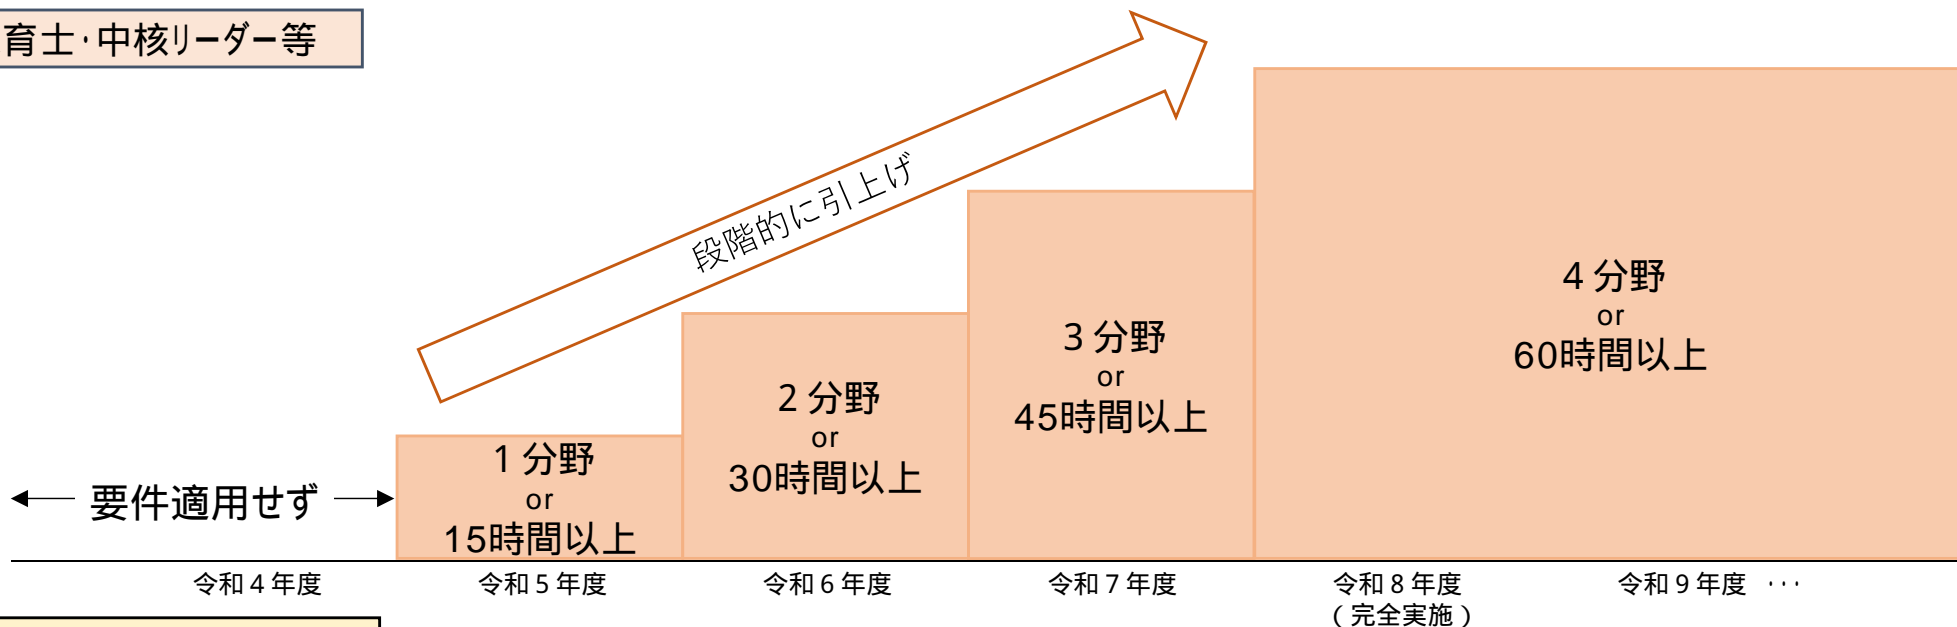 育士・中核リーダー等
段階的に引上げ
4分野
or
60時間以上
3分野
or
45時間以上
2分野
or
30時間以上
1分野
or
15時間以上
要件適用せず
令和4年度
令和5年度
令和6年度
令和7年度
令和8年度
(完全実施)
令和9年度 ・・・